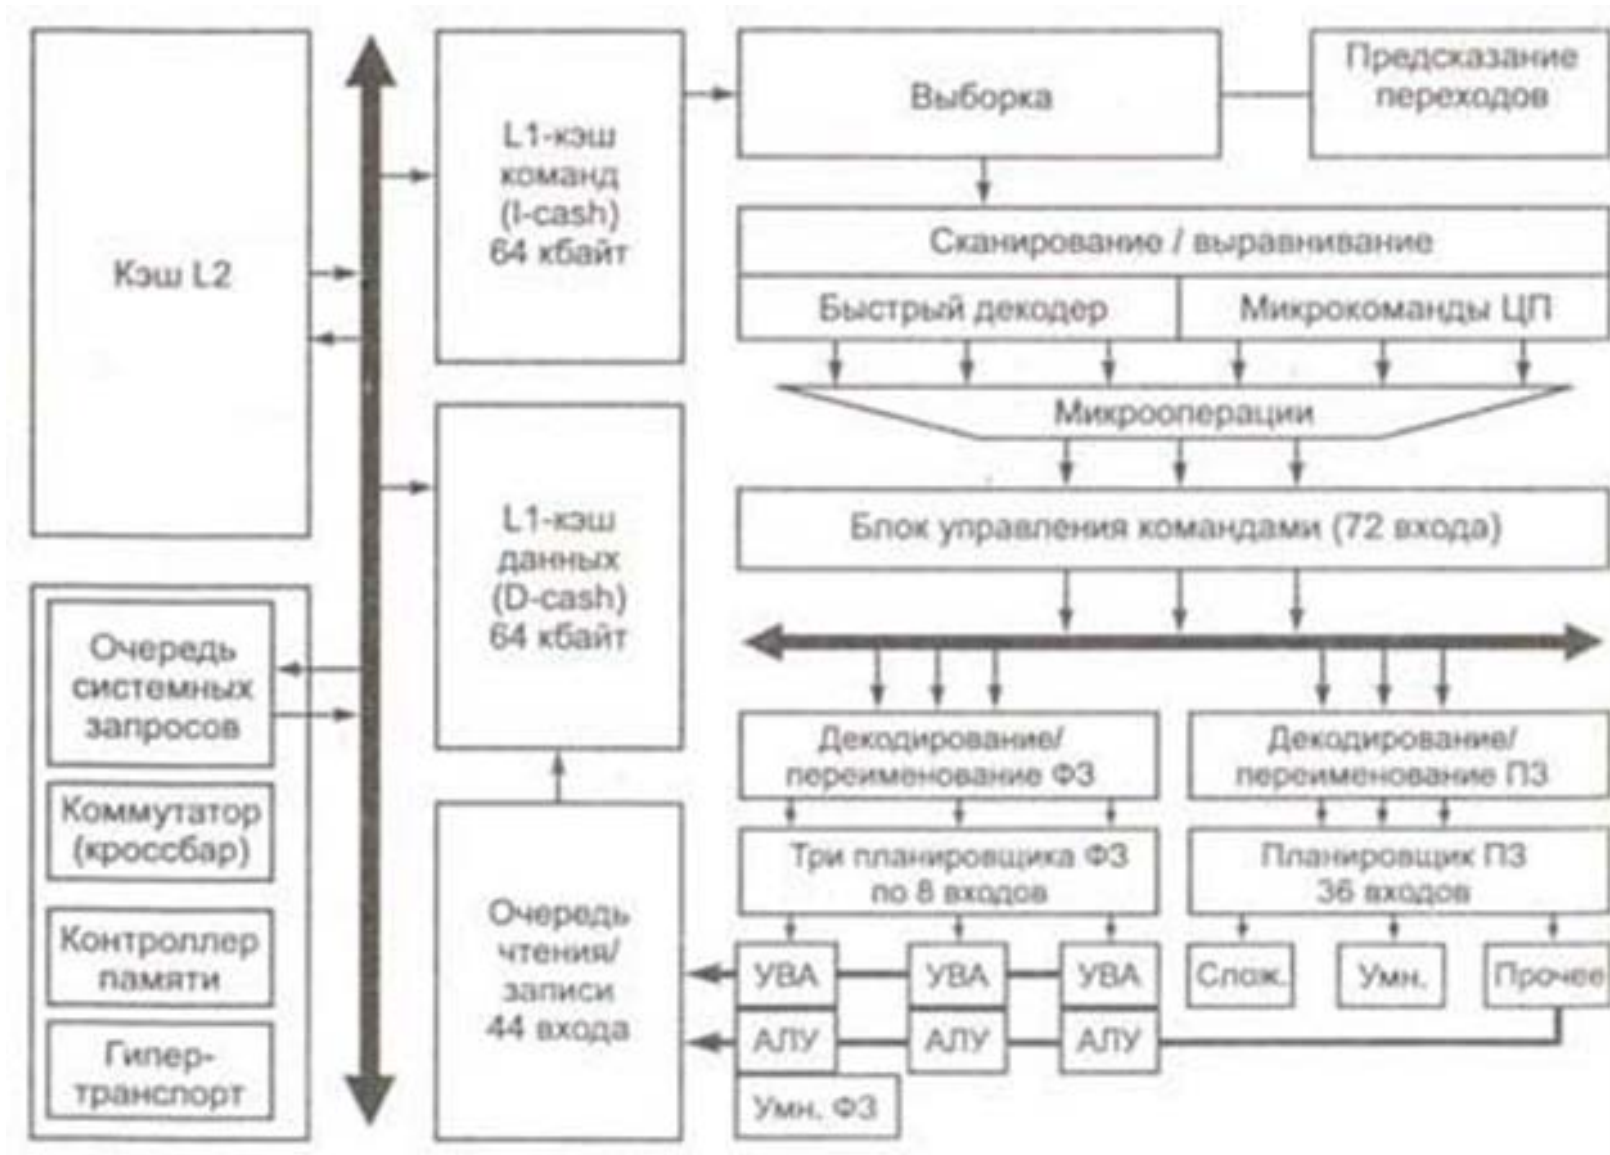 Кэш L2
Очередь
системных
запросов
Коммутатор
(кроссбар)
Контроллер
памяти
Гипер-
транспорт
L1-кэш
команд
(I-cash)
64 кбайт
L1-кэш
данных
(D-cash)
64 кбайт
Очередь
чтения/
записи
44 входа
Выборка
Предсказание
переходов
Сканирование / выравнивание
Быстрый декодер
Микрокоманды ЦП
Микрооперации
Блок управления командами (72 входа)
Декодирование/
переименование ФЗ
Декодирование/
переименование ПЗ
Три планировщика ФЗ
по 8 входов
Планировщик ПЗ
36 входов
УВА
УВА
УВА
Слож.
Умн.
Прочее
АЛУ
АЛУ
АЛУ
Умн. ФЗ